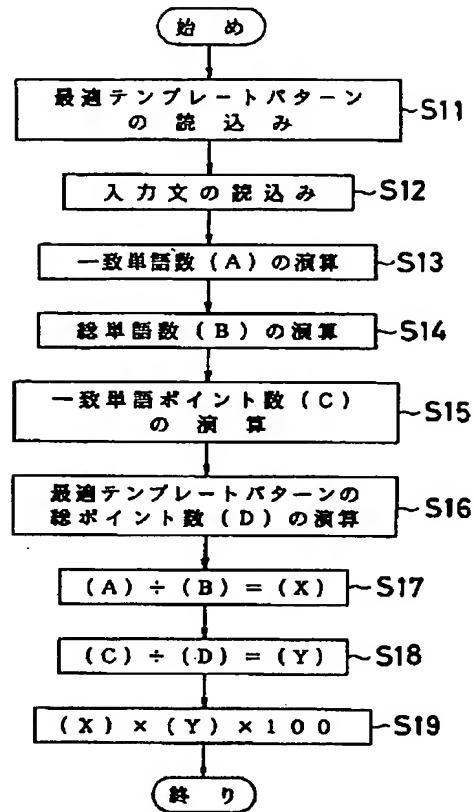 始め
最適テンプレートパターン
の読込み
S11
入力文の読込み
S12
一致単語数(A)の演算
S13
総単語数(B)の演算
S14
一致単語ポイント数(C)
の演算
S15
最適テンプレートパターンの
総ポイント数(D)の演算
S16
(A)÷(B)=(X)
S17
(C)÷(D)=(Y)
S18
(X)×(Y)×100
S19
終り